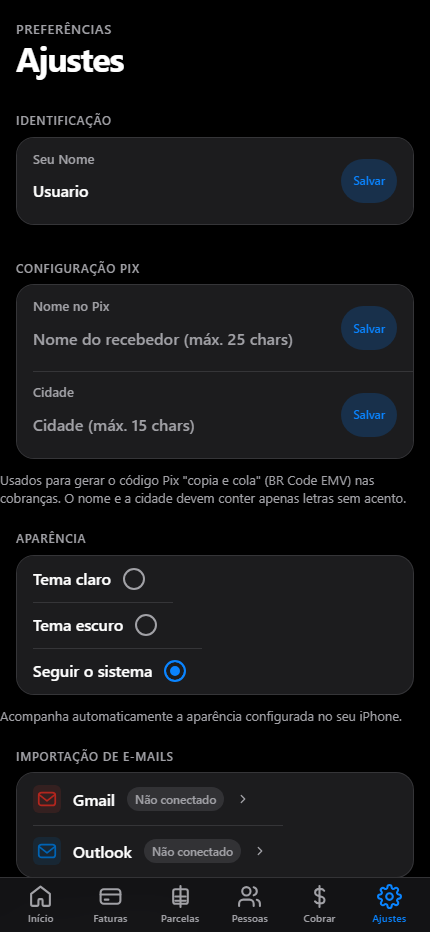 PREFERÊNCIAS
Ajustes
IDENTIFICAÇÃO
Seu Nome
Usuario
Salvar
CONFIGURAÇÃO PIX
Nome no Pix
Nome do recebedor (máx. 25 chars)
Salvar
Cidade
Cidade (máx. 15 chars)
Salvar
Usados para gerar o código Pix "copia e cola" (BR Code EMV) nas
cobranças. O nome e a cidade devem conter apenas letras sem acento.
APARÊNCIA
Tema claro
Tema escuro
Seguir o sistema
Acompanha automaticamente a aparência configurada no seu iPhone.
IMPORTAÇÃO DE E-MAILS
Gmail Não conectado
Outlook Não conectado
Início Faturas Parcelas Pessoas Cobrar Ajustes